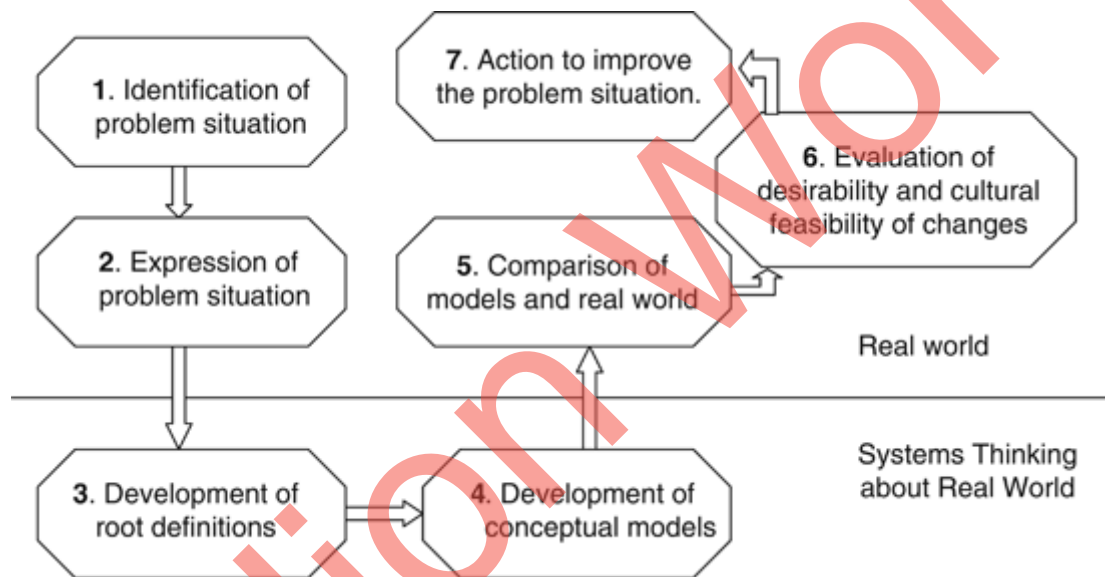 1. Identification of
problem situation
7. Action to improve
the problem situation.
6. Evaluation of
desirability and cultural
feasibility of changes
2. Expression of
problem situation
5. Comparison of
models and real world
Real world
Systems Thinking
about Real World
3. Development of
root definitions
4. Development of
conceptual models